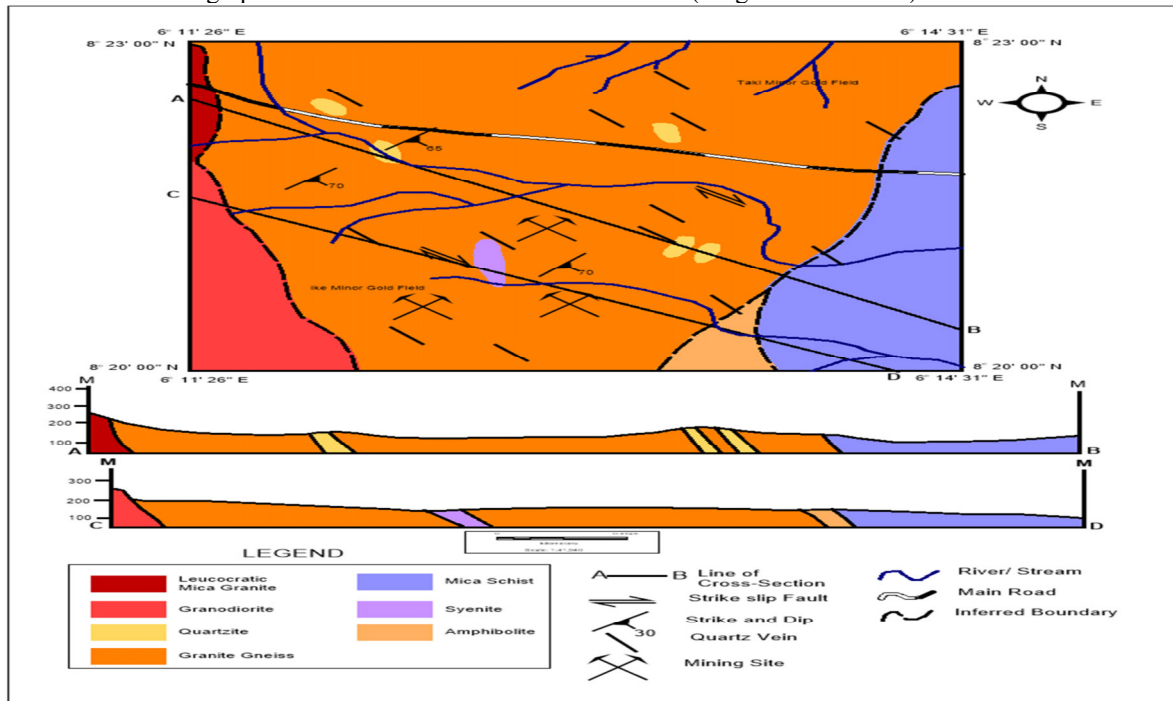 6° 11' 26" E 6° 14' 31" E
8° 23' 00" N 8° 23' 00" N
Taki Minor Gold Field
N
W E
S
A
65
70
C
70
Ike Minor Gold Field
B
8° 20' 00" N 8° 20' 00" N
6° 11' 26" E D 6° 14' 31" E
M M
400
300
200
100
A B
M M
300
200
100
C D
LEGEND
Scale: 1:41,040
Leucocratic
Mica Granite
Granodiorite
Quartzite
Granite Gneiss
Mica Schist
Syenite
Amphibolite
A B Line of
Cross-Section
Strike slip Fault
Strike and Dip
30
Quartz Vein
Mining Site
River/ Stream
Main Road
Inferred Boundary